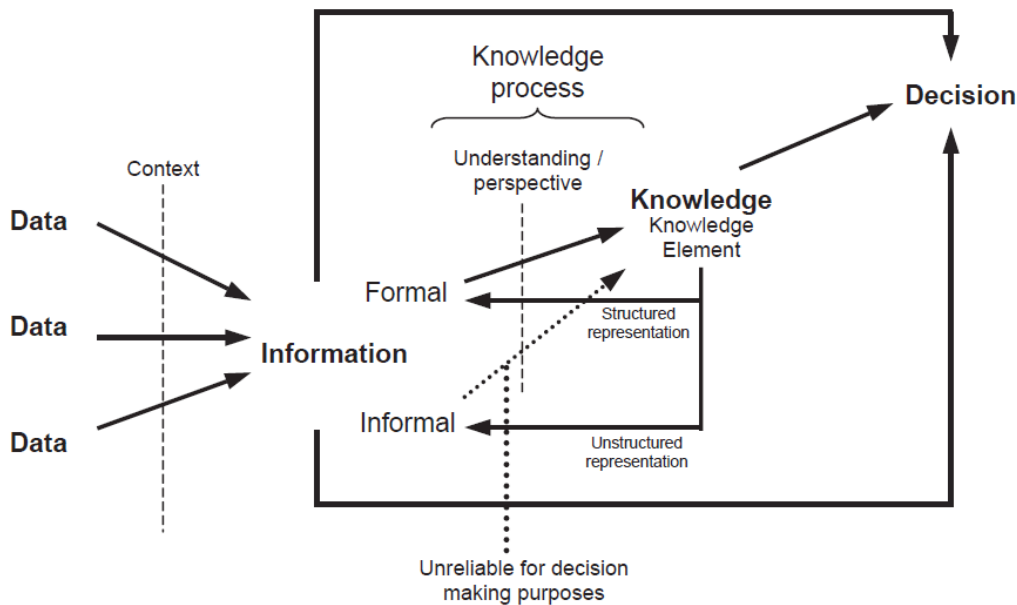 Knowledge
process
Decision
Context
Understanding /
perspective
Data
Knowledge
Knowledge
Element
Formal
Structured
representation
Data
Information
Informal
Data
Unstructured
representation
Unreliable for decision
making purposes